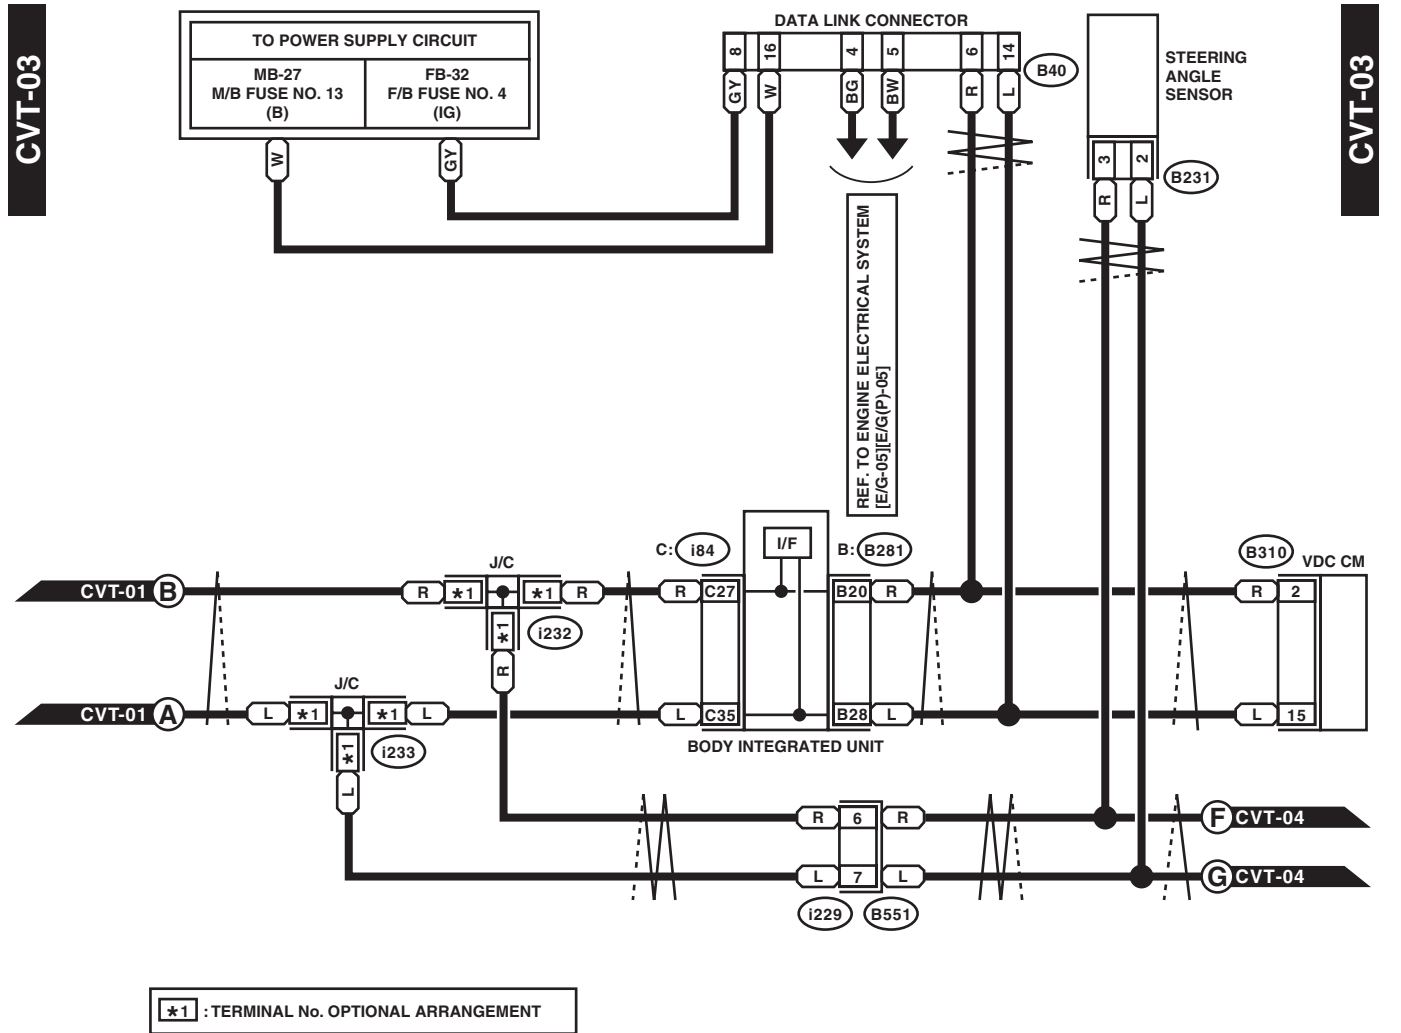 CVT-03
CVT-03
TO POWER SUPPLY CIRCUIT
MB-27
M/B FUSE NO. 13
(B)
FB-32
F/B FUSE NO. 4
(IG)
W
GY
DATA LINK CONNECTOR
8
16
4
5
6
14
GY
W
BG
BW
R
L
B40
STEERING
ANGLE
SENSOR
3
2
R
L
B231
REF. TO ENGINE ELECTRICAL SYSTEM
[E/G-05][E/G(P)-05]
CVT-01 B
R
*1
J/C
*1
R
*1
R
i232
C: i84
R
C27
I/F
B: B281
B20
R
B310
VDC CM
R
2
CVT-01 A
L
*1
J/C
*1
L
*1
L
i233
L
C35
B28
L
L
15
BODY INTEGRATED UNIT
R
6
R
F CVT-04
L
7
L
G CVT-04
i229
B551
*1 : TERMINAL No. OPTIONAL ARRANGEMENT